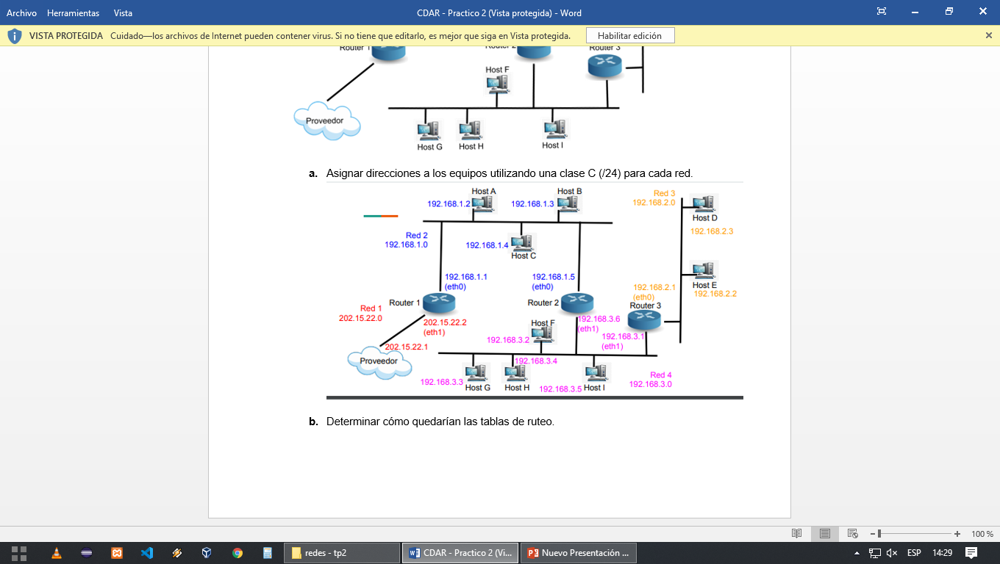 Archivo Herramientas Vista
CDAR - Practico 2 (Vista protegida) - Word
VISTA PROTEGIDA Cuidado—los archivos de Internet pueden contener virus. Si no tiene que editarlo, es mejor que siga en Vista protegida. Habilitar edición
Router 1
Router 2
Router 3
Host F
Proveedor
Host G
Host H
Host I
a. Asignar direcciones a los equipos utilizando una clase C (/24) para cada red.
Host A
Host B
Red 3
192.168.2.0
192.168.1.2
192.168.1.3
Host D
192.168.2.3
Red 2
192.168.1.0
192.168.1.4
Host C
192.168.1.1
(eth0)
192.168.1.5
(eth0)
Host E
192.168.2.2
192.168.2.1
(eth0)
Router 1
Router 2
Router 3
Red 1
202.15.22.0
202.15.22.2
(eth1)
Host F
192.168.3.6
(eth1)
192.168.3.1
(eth1)
192.168.3.2
202.15.22.1
Proveedor
192.168.3.4
192.168.3.3
Host G
Host H
192.168.3.5
Host I
Red 4
192.168.3.0
b. Determinar cómo quedarían las tablas de ruteo.
100 %
redes - tp2
CDAR - Practico 2 (Vi...
Nuevo Presentación ...
ESP
14:29